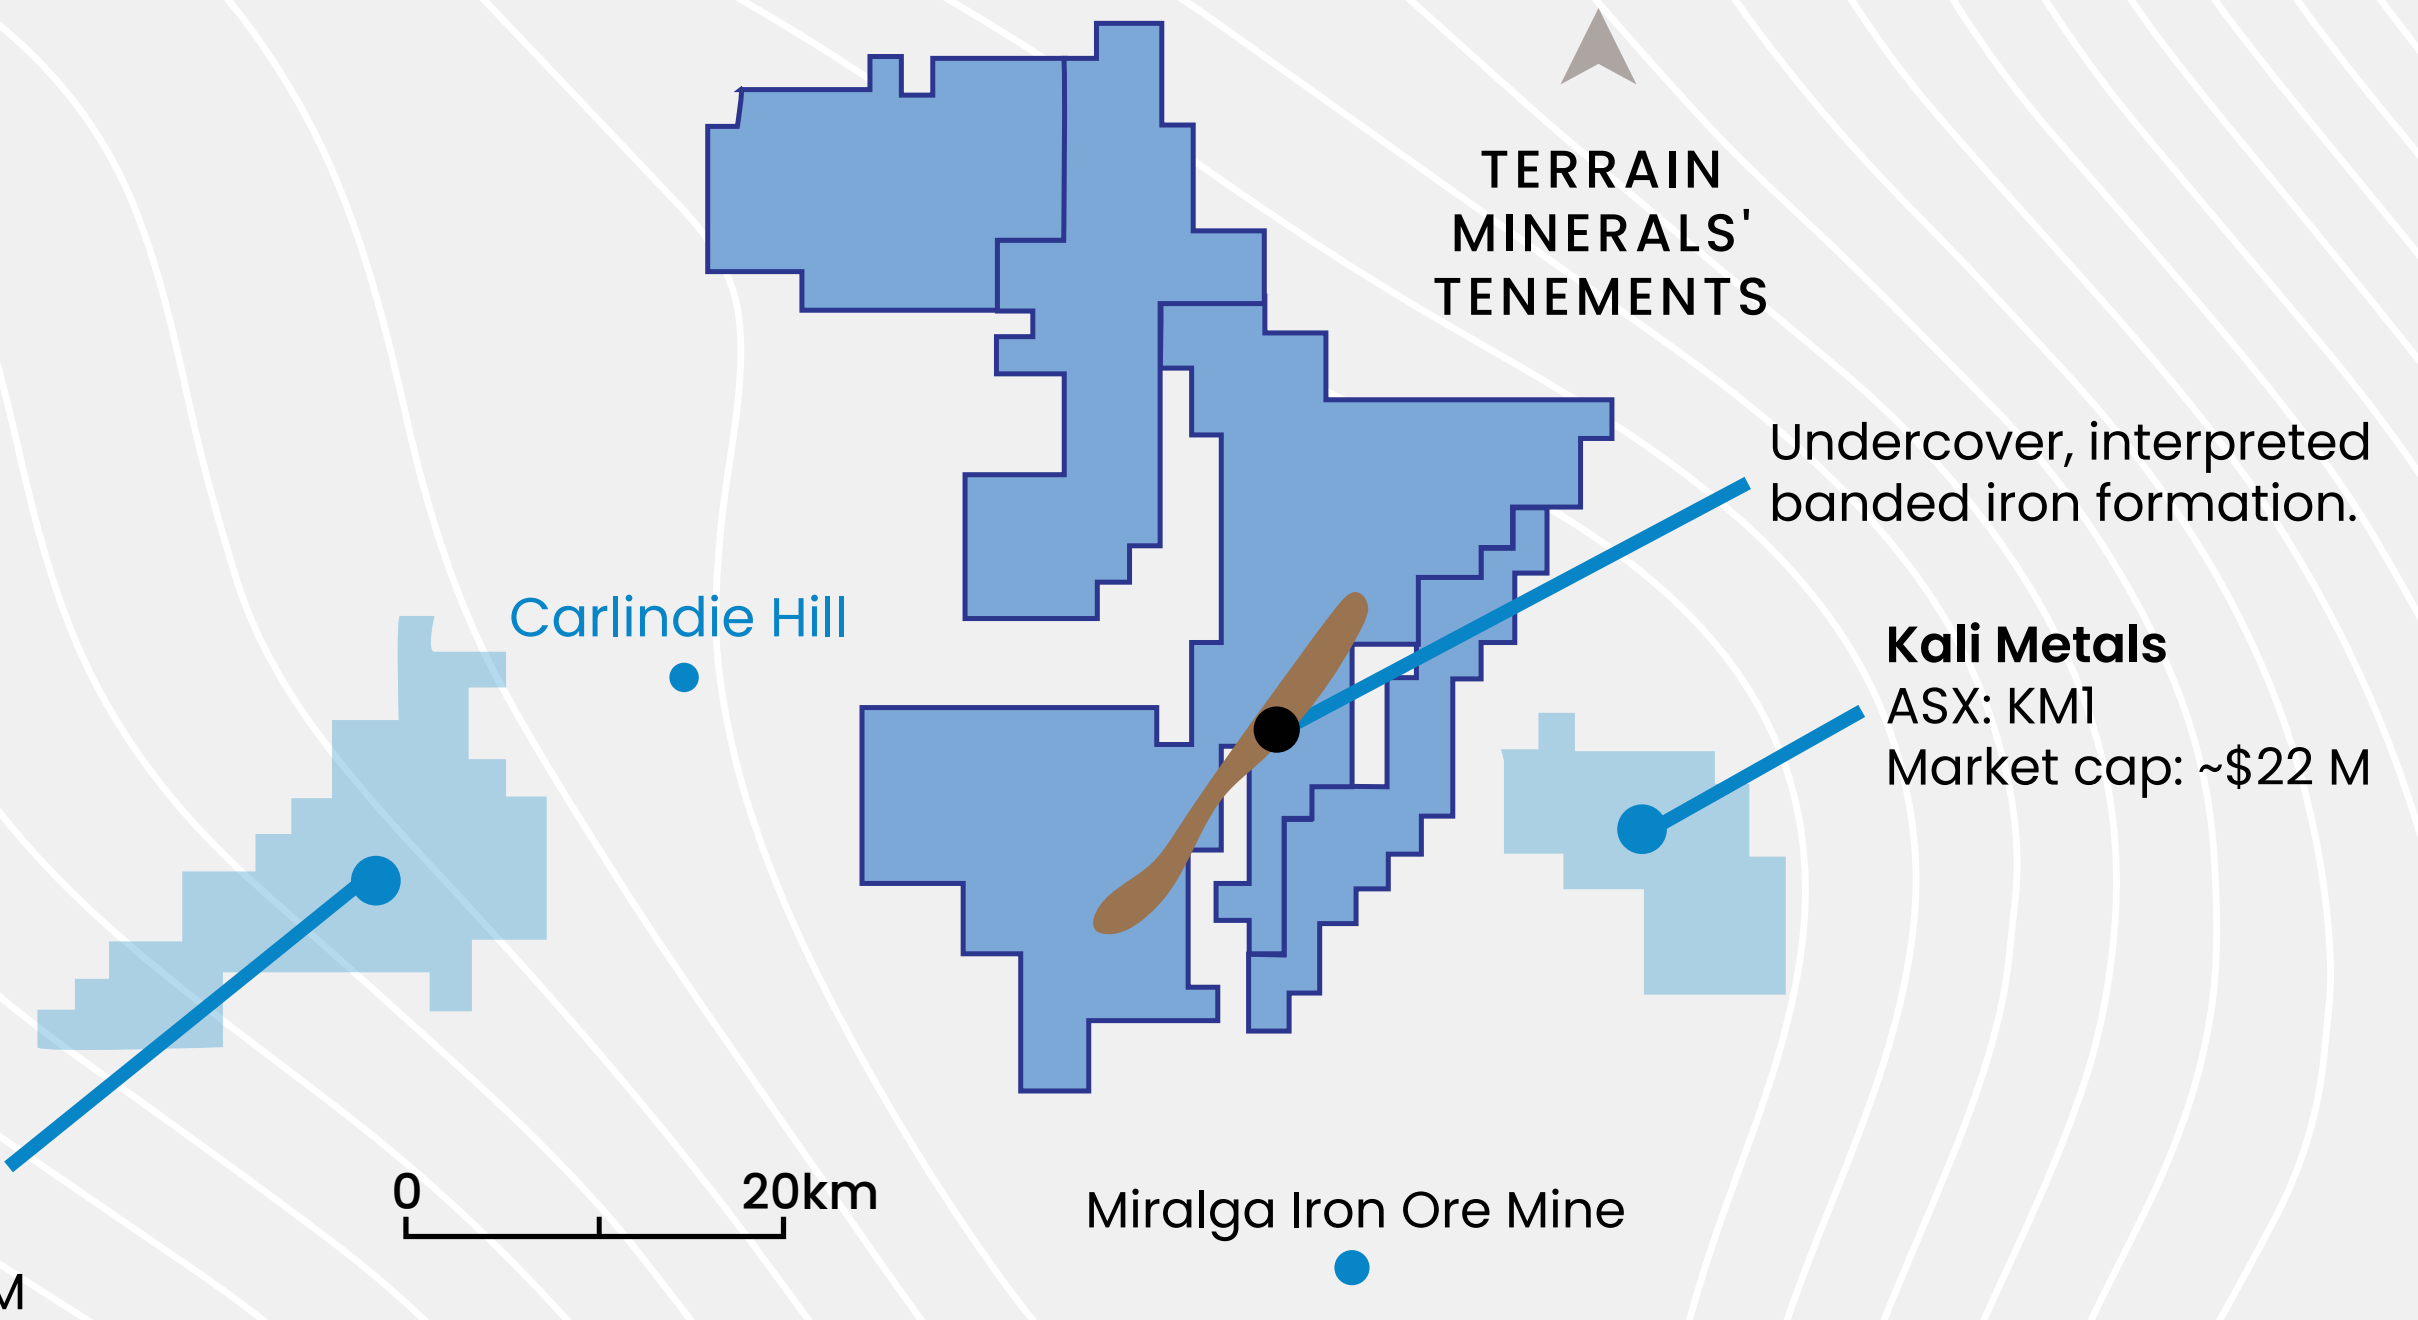 TERRAIN
MINERALS'
TENEMENTS
Undercover, interpreted
banded iron formation.
Carlindie Hill
Kali Metals
ASX: KM1
Market cap: ~$22 M
0 20km
Miralga Iron Ore Mine
M